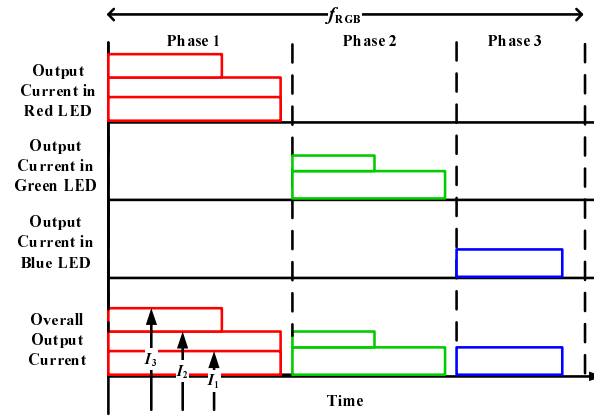 fRGB
Phase 1
Phase 2
Phase 3
Output
Current in
Red LED
Output
Current in
Green LED
Output
Current in
Blue LED
Overall
Output
Current
I3
I2
I1
Time